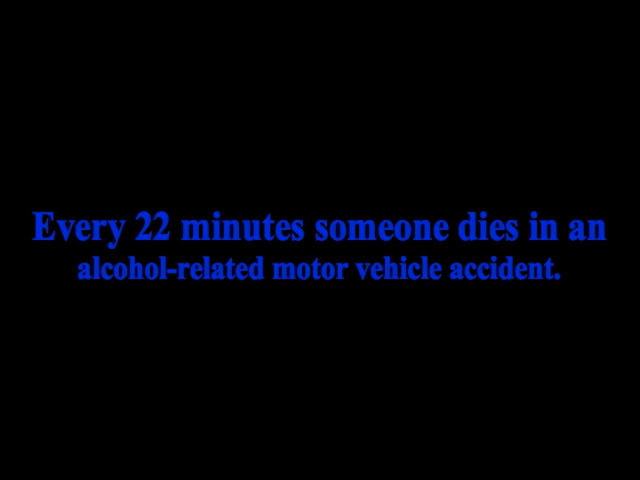 Every 22 minutes someone dies in an
alcohol-related motor vehicle accident.